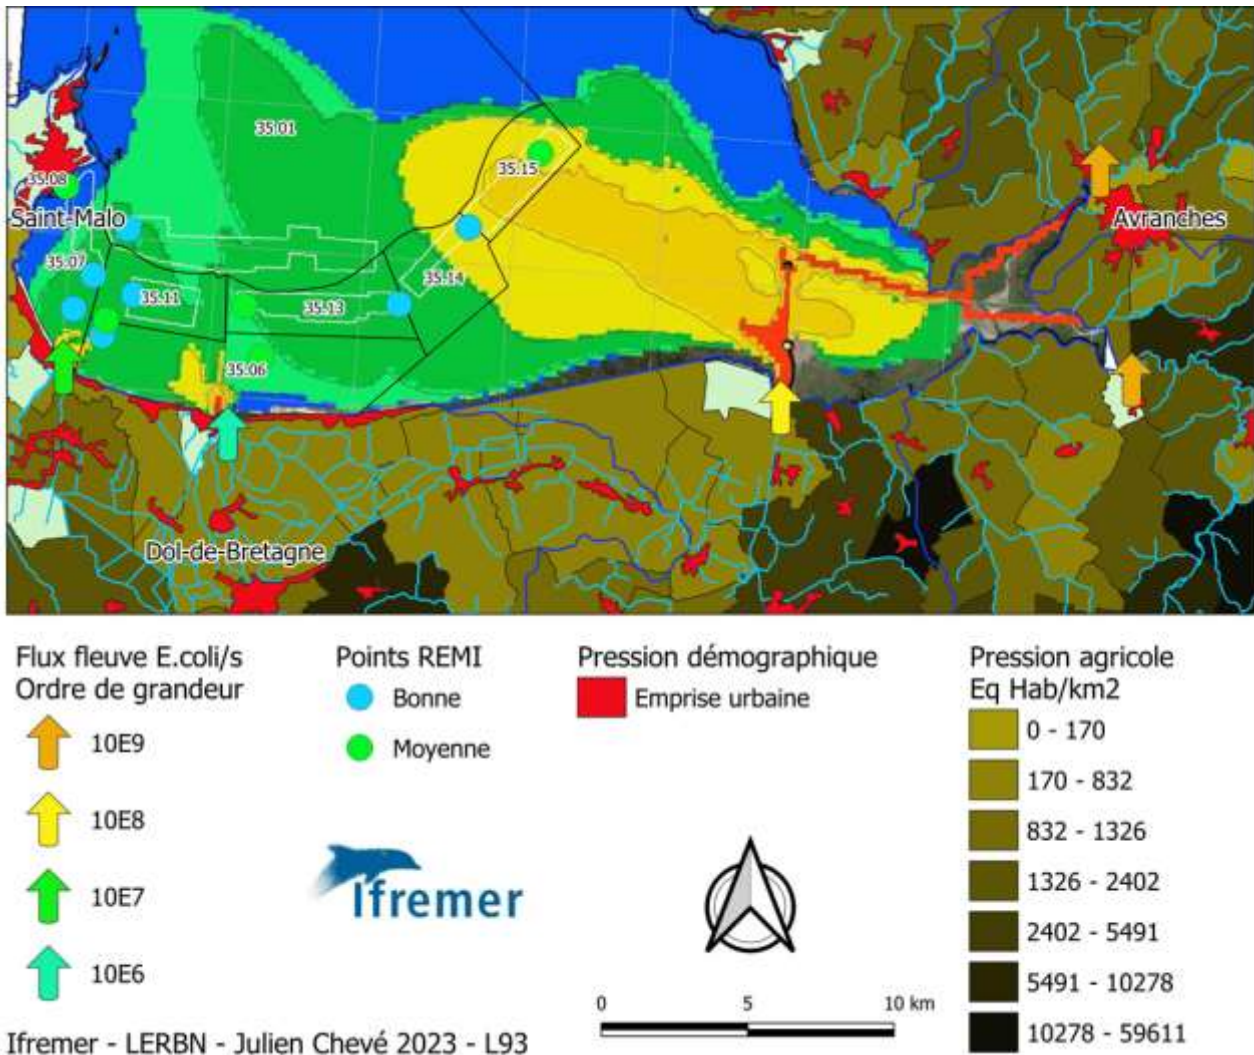 35.01
35.15
35.08
Saint-Malo
Avranches
35.07
35.14
35.11
35.13
35.06
Dol-de-Bretagne
Flux fleuve E.coli/s
Ordre de grandeur
10E9
10E8
10E7
10E6
Points REMI
Bonne
Moyenne
Pression démographique
Emprise urbaine
Pression agricole
Eq Hab/km2
0 - 170
170 - 832
832 - 1326
1326 - 2402
2402 - 5491
5491 - 10278
10278 - 59611
Ifremer
0 5 10 km
Ifremer - LERBN - Julien Chevé 2023 - L93